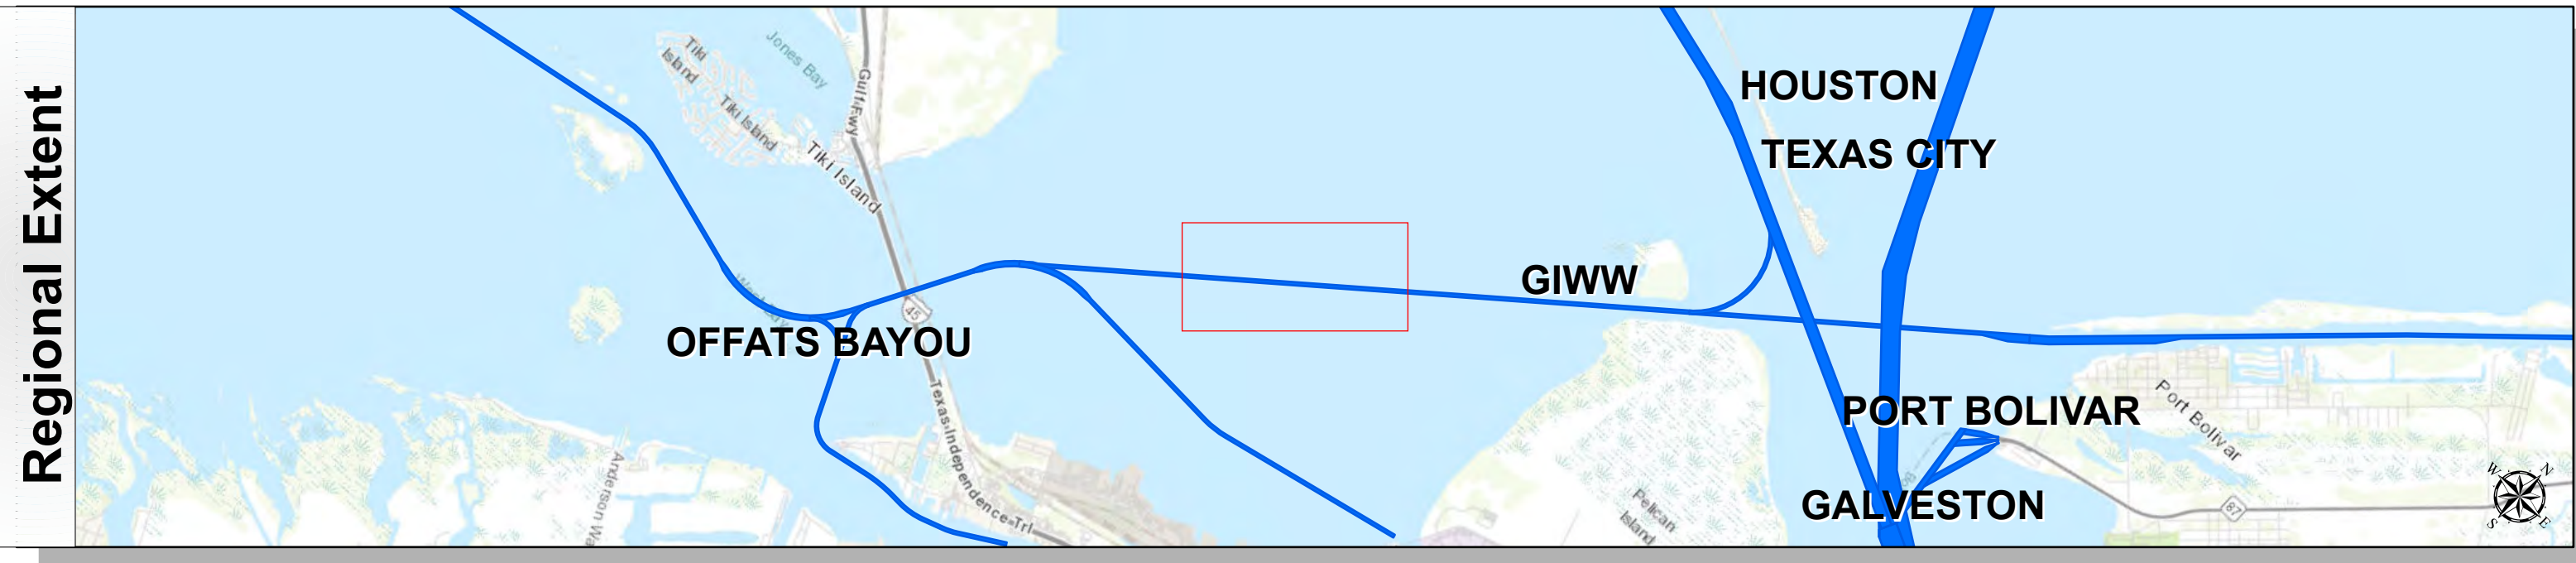 Regional Extent
Tiki
Island
Jones Bay
Tiki Island
Gulf Fwy
Tiki Island
HOUSTON
TEXAS CITY
GIWW
45
OFFATS BAYOU
Texas Independence Trl
Anderson Wa
PORT BOLIVAR
Port Bolivar
GALVESTON
Pelican
Island
87
W N
S E